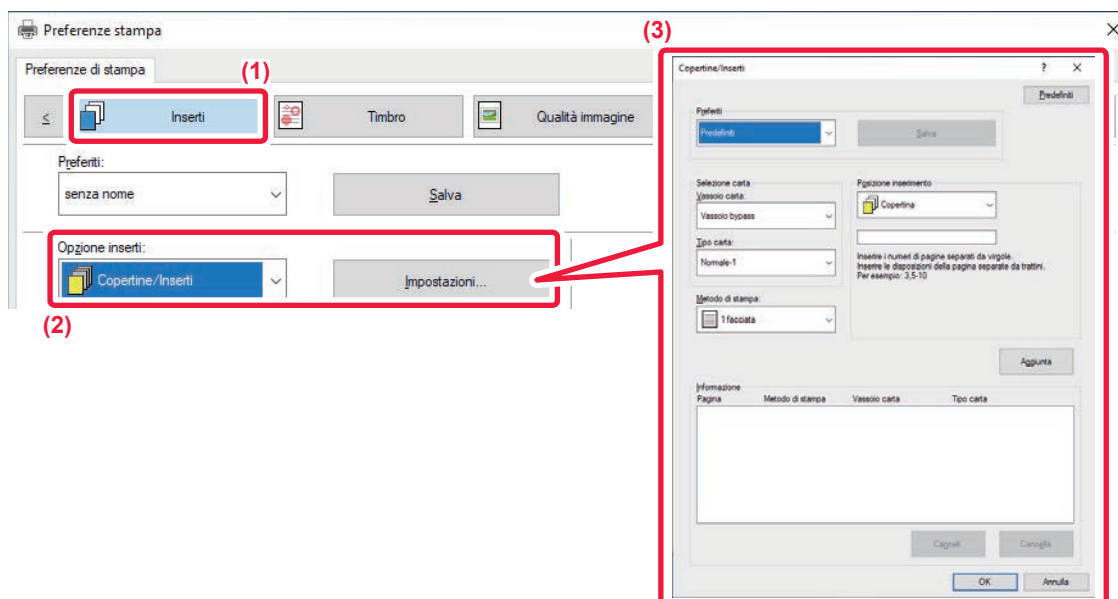 Preferenze stampa
(3)
Preferenze di stampa
(1)
≤
Inserti
Timbro
Qualità immagine
Preferiti:
senza nome
Salva
Opzione inserti:
Copertine/Inserti
Impostazioni...
(2)
Copertine/Inserti
?
Predefiniti
Preferiti
Predefiniti
Salva
Selezione carta
Vassoio carta:
Vassoio bypass
Tipo carta:
Normale-1
Metodo di stampa:
1 facciata
Posizione inserimento
Copertina
Inserire i numeri di pagine separati da virgole.
Inserire le disposizioni della pagina separate da trattini.
Per esempio: 3,5-10
Aggiunta
Informazione
Pagina Metodo di stampa Vassoio carta Tipo carta
OK Annulla